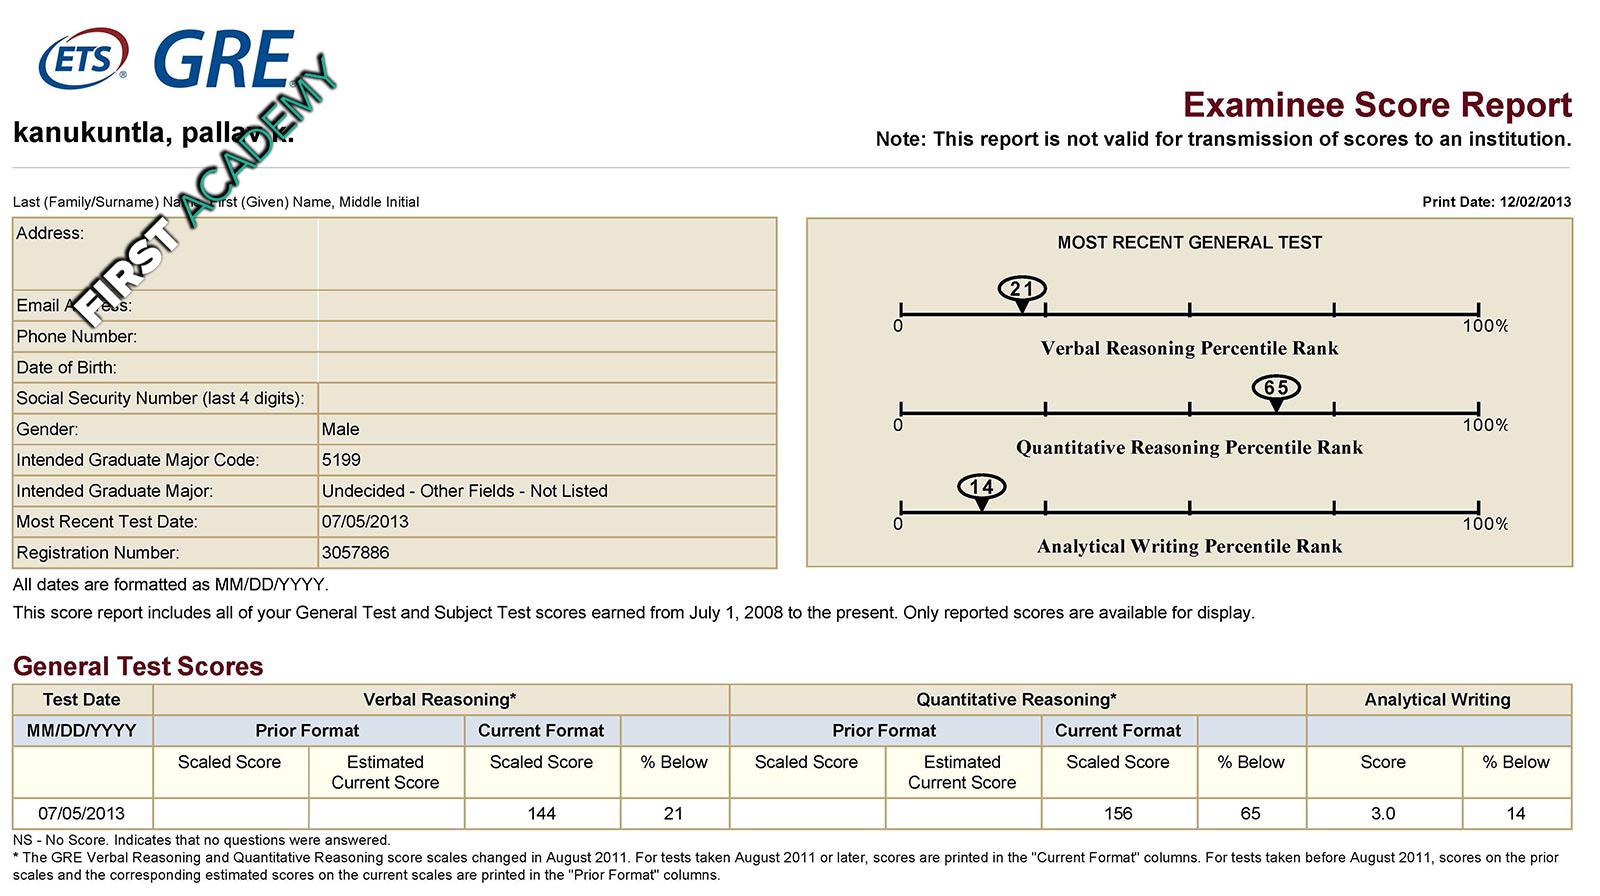 ETS GRE
FIRST ACADEMY
kanukuntla, pallav k.
Examinee Score Report
Note: This report is not valid for transmission of scores to an institution.
Last (Family/Surname) Name, First (Given) Name, Middle Initial
Print Date: 12/02/2013
Address:
Email Address:
Phone Number:
Date of Birth:
Social Security Number (last 4 digits):
Gender: Male
Intended Graduate Major Code: 5199
Intended Graduate Major: Undecided - Other Fields - Not Listed
Most Recent Test Date: 07/05/2013
Registration Number: 3057886
MOST RECENT GENERAL TEST
21
0 100%
Verbal Reasoning Percentile Rank
65
0 100%
Quantitative Reasoning Percentile Rank
14
0 100%
Analytical Writing Percentile Rank
All dates are formatted as MM/DD/YYYY.
This score report includes all of your General Test and Subject Test scores earned from July 1, 2008 to the present. Only reported scores are available for display.
General Test Scores
Test Date Verbal Reasoning* Quantitative Reasoning* Analytical Writing
MM/DD/YYYY Prior Format Current Format Prior Format Current Format
Scaled Score Estimated Current Score Scaled Score % Below Scaled Score Estimated Current Score Scaled Score % Below Score % Below
07/05/2013 144 21 156 65 3.0 14
NS - No Score. Indicates that no questions were answered.
* The GRE Verbal Reasoning and Quantitative Reasoning score scales changed in August 2011. For tests taken August 2011 or later, scores are printed in the "Current Format" columns. For tests taken before August 2011, scores on the prior
scales and the corresponding estimated scores on the current scales are printed in the "Prior Format" columns.